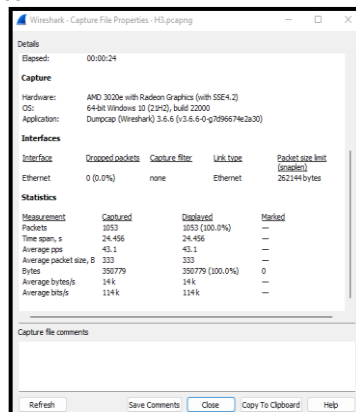 Wireshark · Capture File Properties · H3.pcapng
Details
Elapsed: 00:00:24
Capture
Hardware: AMD 3020e with Radeon Graphics (with SSE4.2)
OS: 64-bit Windows 10 (21H2), build 22000
Application: Dumpcap (Wireshark) 3.6.6 (v3.6.6-0-g7d96674e2a30)
Interfaces
Interface Dropped packets Capture filter Link type Packet size limit
(snaplen)
Ethernet 0 (0.0%) none Ethernet 262144 bytes
Statistics
Measurement Captured Displayed Marked
Packets 1053 1053 (100.0%) —
Time span, s 24.456 24.456 —
Average pps 43.1 43.1 —
Average packet size, B 333 333 —
Bytes 350779 350779 (100.0%) 0
Average bytes/s 14 k 14 k —
Average bits/s 114 k 114 k —
Capture file comments
Refresh Save Comments Close Copy To Clipboard Help